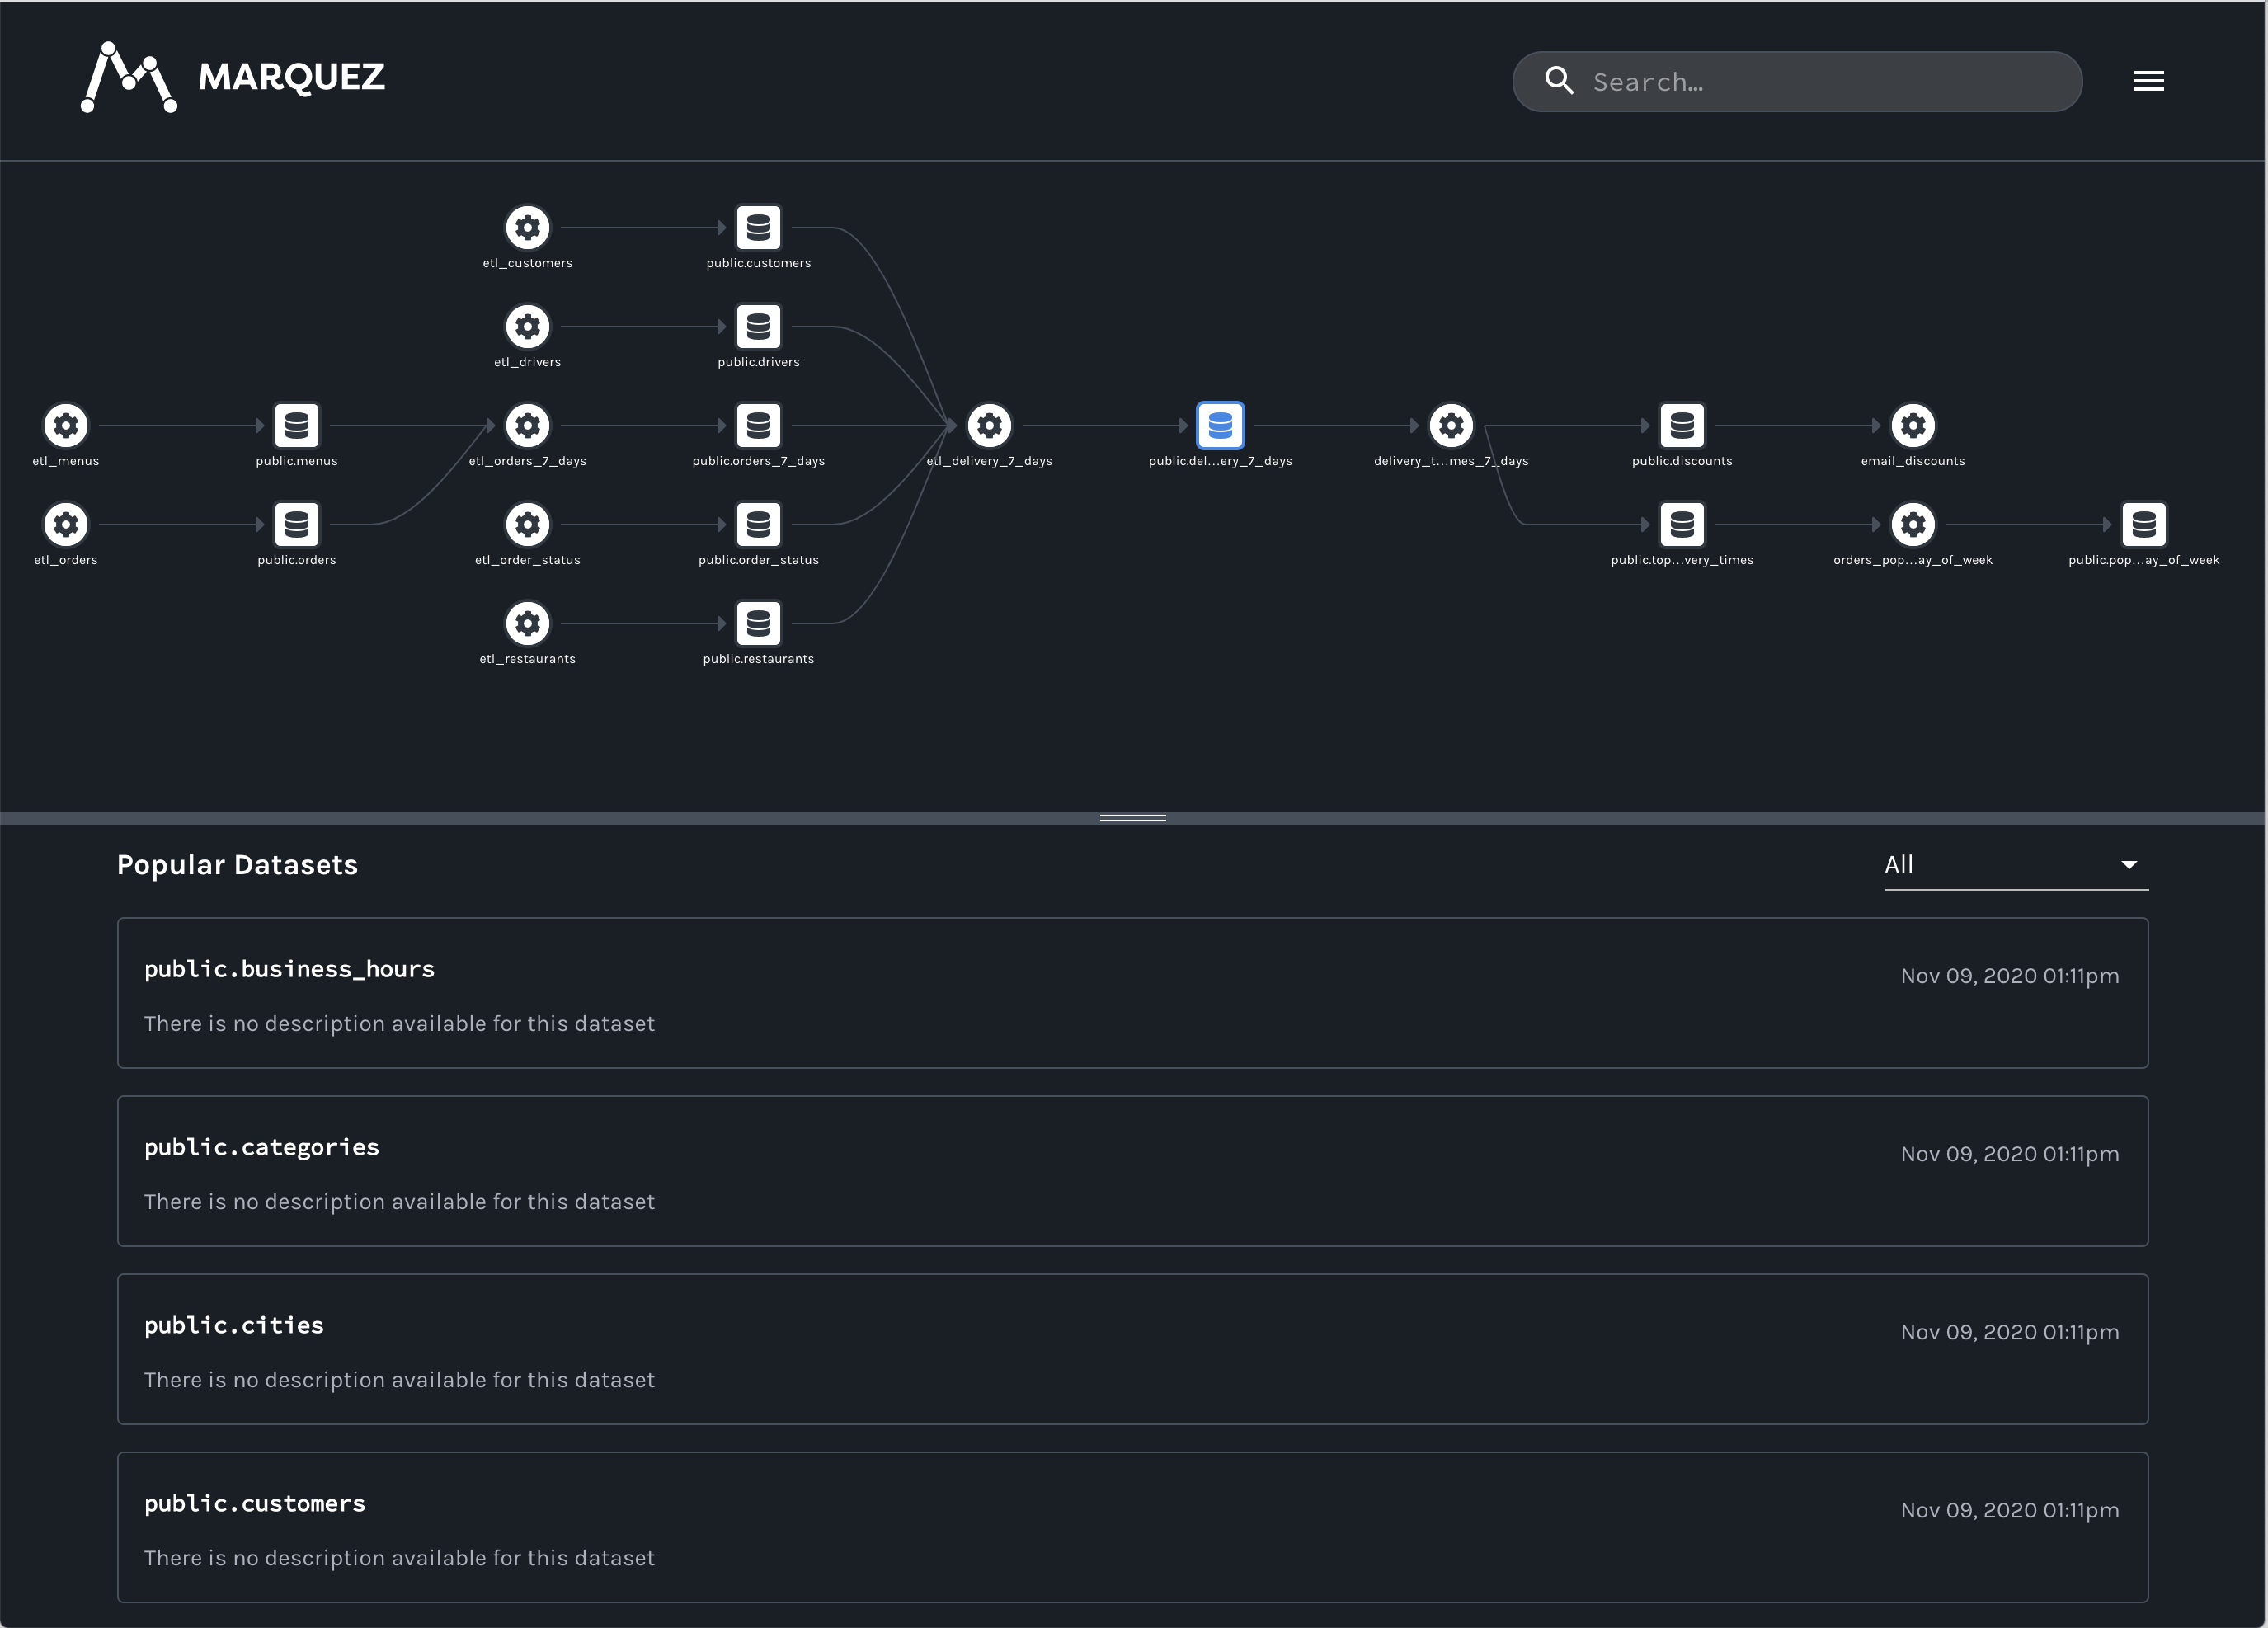 MARQUEZ
Search…
etl_customers
public.customers
etl_drivers
public.drivers
etl_menus
public.menus
etl_orders_7_days
public.orders_7_days
etl_delivery_7_days
public.del...ery_7_days
delivery_t...mes_7_days
public.discounts
email_discounts
etl_orders
public.orders
etl_order_status
public.order_status
public.top...very_times
orders_pop...ay_of_week
public.pop...ay_of_week
etl_restaurants
public.restaurants
Popular Datasets
All
public.business_hours
Nov 09, 2020 01:11pm
There is no description available for this dataset
public.categories
Nov 09, 2020 01:11pm
There is no description available for this dataset
public.cities
Nov 09, 2020 01:11pm
There is no description available for this dataset
public.customers
Nov 09, 2020 01:11pm
There is no description available for this dataset